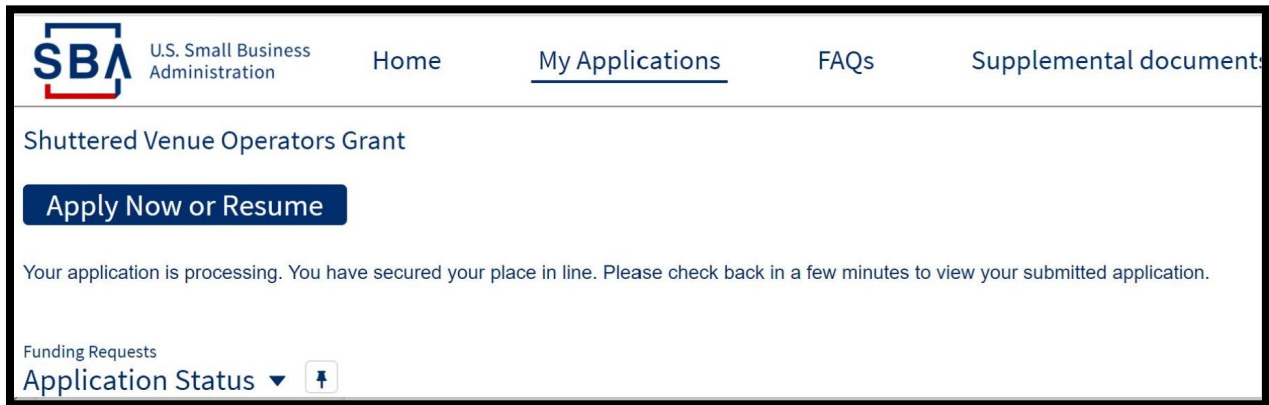 SBA U.S. Small Business Administration Home My Applications FAQs Supplemental documents
Shuttered Venue Operators Grant
Apply Now or Resume
Your application is processing. You have secured your place in line. Please check back in a few minutes to view your submitted application.
Funding Requests
Application Status